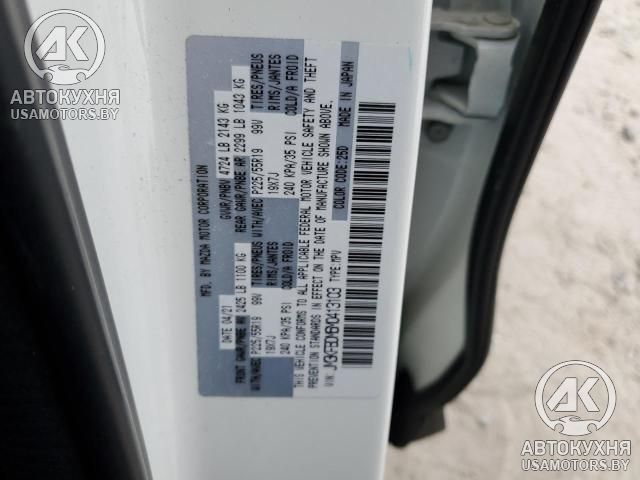 MFD. BY MAZDA MOTOR CORPORATION
DATE 04/21 GVWR/PNBV 4724 LB 2143 KG
FRONT GAWR/PNBE AV 2425 LB 1100 KG REAR GAWR/PNBE AR 2299 LB 1043 KG
WITH/AVEC TIRES/PNEUS WITH/AVEC TIRES/PNEUS
P225/55R19 99V RIMS/JANTES P225/55R19 99V RIMS/JANTES
19X7J COLD/A FROID 19X7J COLD/A FROID
240 KPA/35 PSI 240 KPA/35 PSI
THIS VEHICLE CONFORMS TO ALL APPLICABLE FEDERAL MOTOR VEHICLE SAFETY AND THEFT
PREVENTION STANDARDS IN EFFECT ON THE DATE OF MANUFACTURE SHOWN ABOVE.
VIN: TYPE:MPV COLOR CODE:25D MADE IN JAPAN
АК
АВТОКУХНЯ
USAMOTORS.BY
АК
АВТОКУХНЯ
USAMOTORS.BY